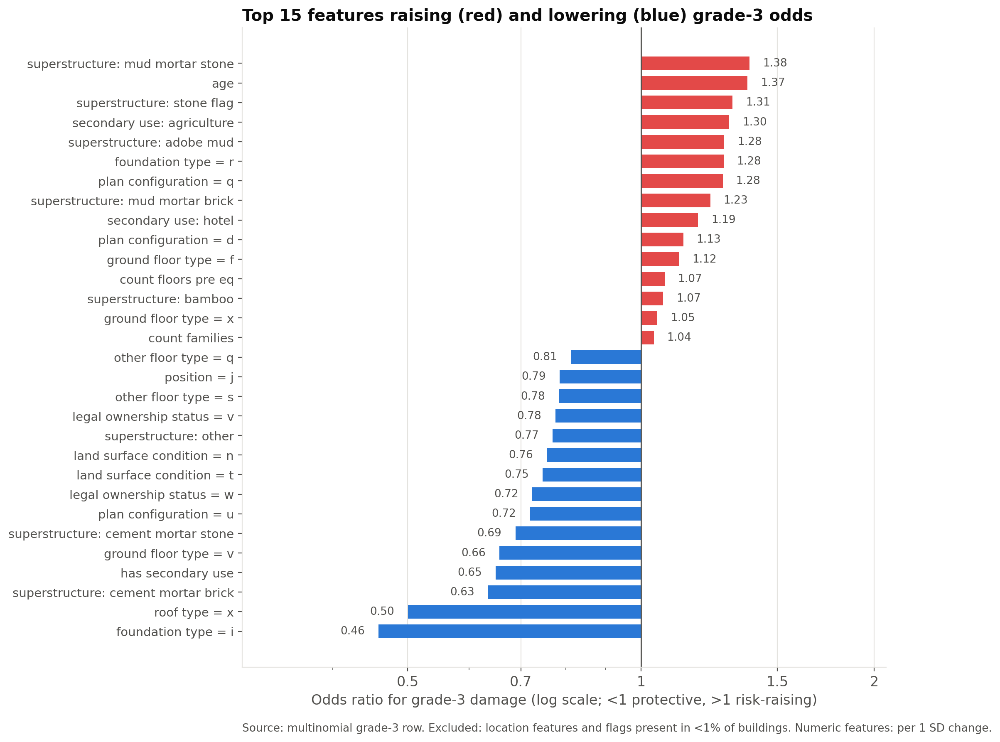 Top 15 features raising (red) and lowering (blue) grade-3 odds
superstructure: mud mortar stone 1.38
age 1.37
superstructure: stone flag 1.31
secondary use: agriculture 1.30
superstructure: adobe mud 1.28
foundation type = r 1.28
plan configuration = q 1.28
superstructure: mud mortar brick 1.23
secondary use: hotel 1.19
plan configuration = d 1.13
ground floor type = f 1.12
count floors pre eq 1.07
superstructure: bamboo 1.07
ground floor type = x 1.05
count families 1.04
other floor type = q 0.81
position = j 0.79
other floor type = s 0.78
legal ownership status = v 0.78
superstructure: other 0.77
land surface condition = n 0.76
land surface condition = t 0.75
legal ownership status = w 0.72
plan configuration = u 0.72
superstructure: cement mortar stone 0.69
ground floor type = v 0.66
has secondary use 0.65
superstructure: cement mortar brick 0.63
roof type = x 0.50
foundation type = i 0.46
0.5 0.7 1 1.5 2
Odds ratio for grade-3 damage (log scale; <1 protective, >1 risk-raising)
Source: multinomial grade-3 row. Excluded: location features and flags present in <1% of buildings. Numeric features: per 1 SD change.